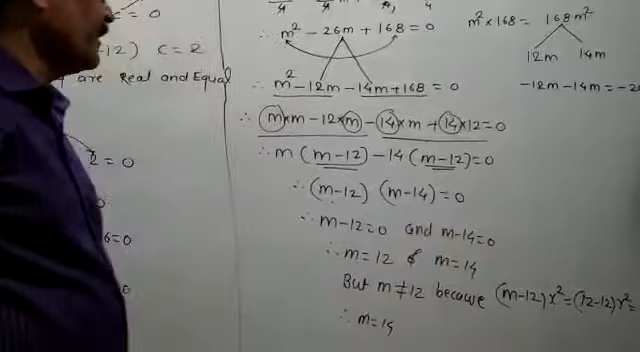 c = 0
-12) c = 2
are Real and Equal
2 = 0
6=0
∴ m² - 26m + 168 = 0
∴ m² - 12m - 14m + 168 = 0
∴ m×m - 12×m - 14×m + 14×12 = 0
∴ m (m-12) - 14 (m-12) = 0
∴ (m-12) (m-14) = 0
∴ m-12=0 and m-14=0
∴ m = 12 & m = 14
But m ≠ 12 because (m-12)x² = (12-12)x² =
∴ m = 14
m² × 168 = 168 m²
12m 14m
-12m - 14m = -2